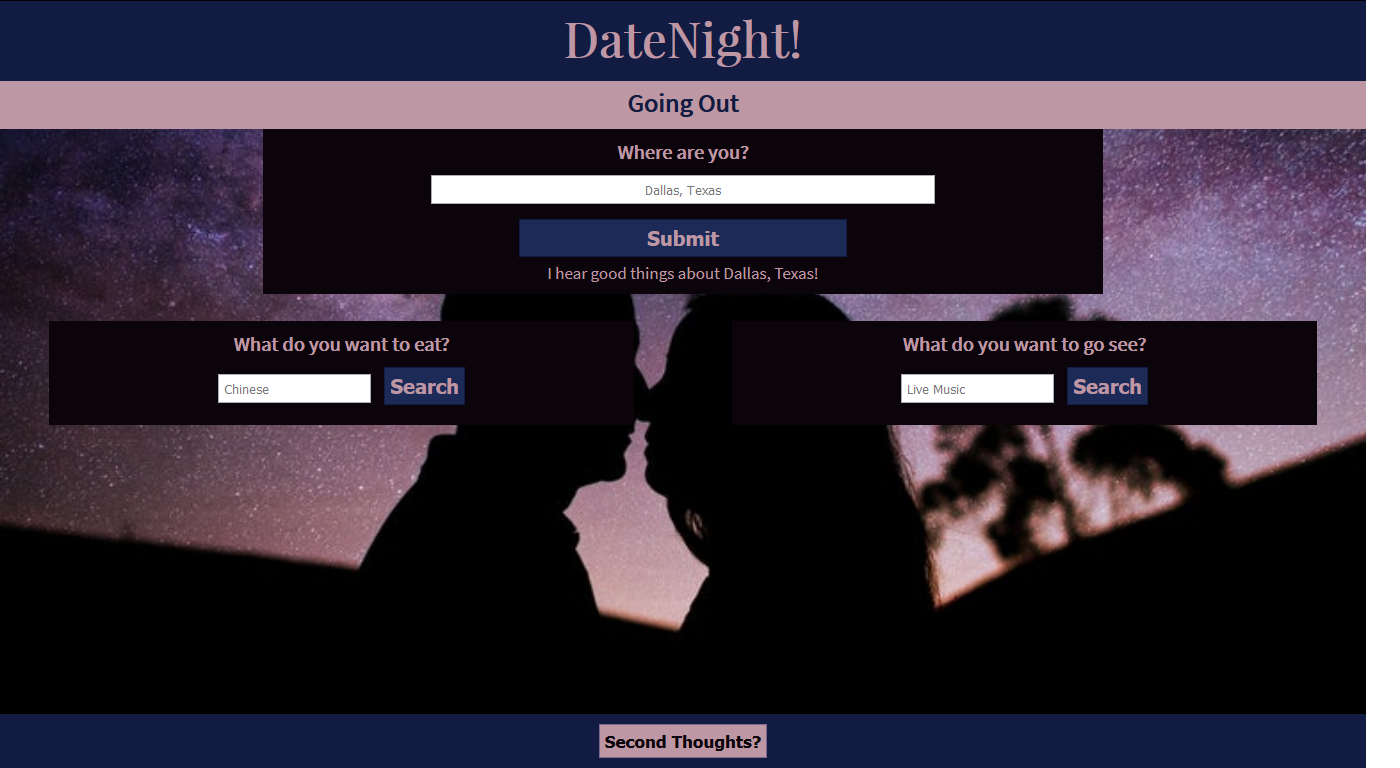 DateNight!
Going Out
Where are you?
Dallas, Texas
Submit
I hear good things about Dallas, Texas!
What do you want to eat?
Chinese
Search
What do you want to go see?
Live Music
Search
Second Thoughts?